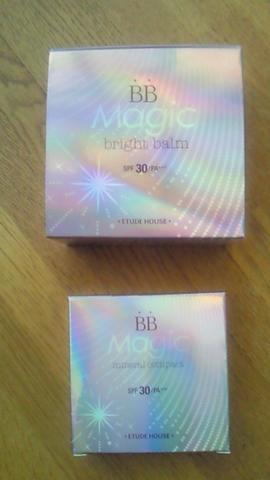 BB
Magic
bright balm
SPF 30/PA++
• ETUDE HOUSE •
BB
Magic
mineral compact
SPF 30/PA++
• ETUDE HOUSE •